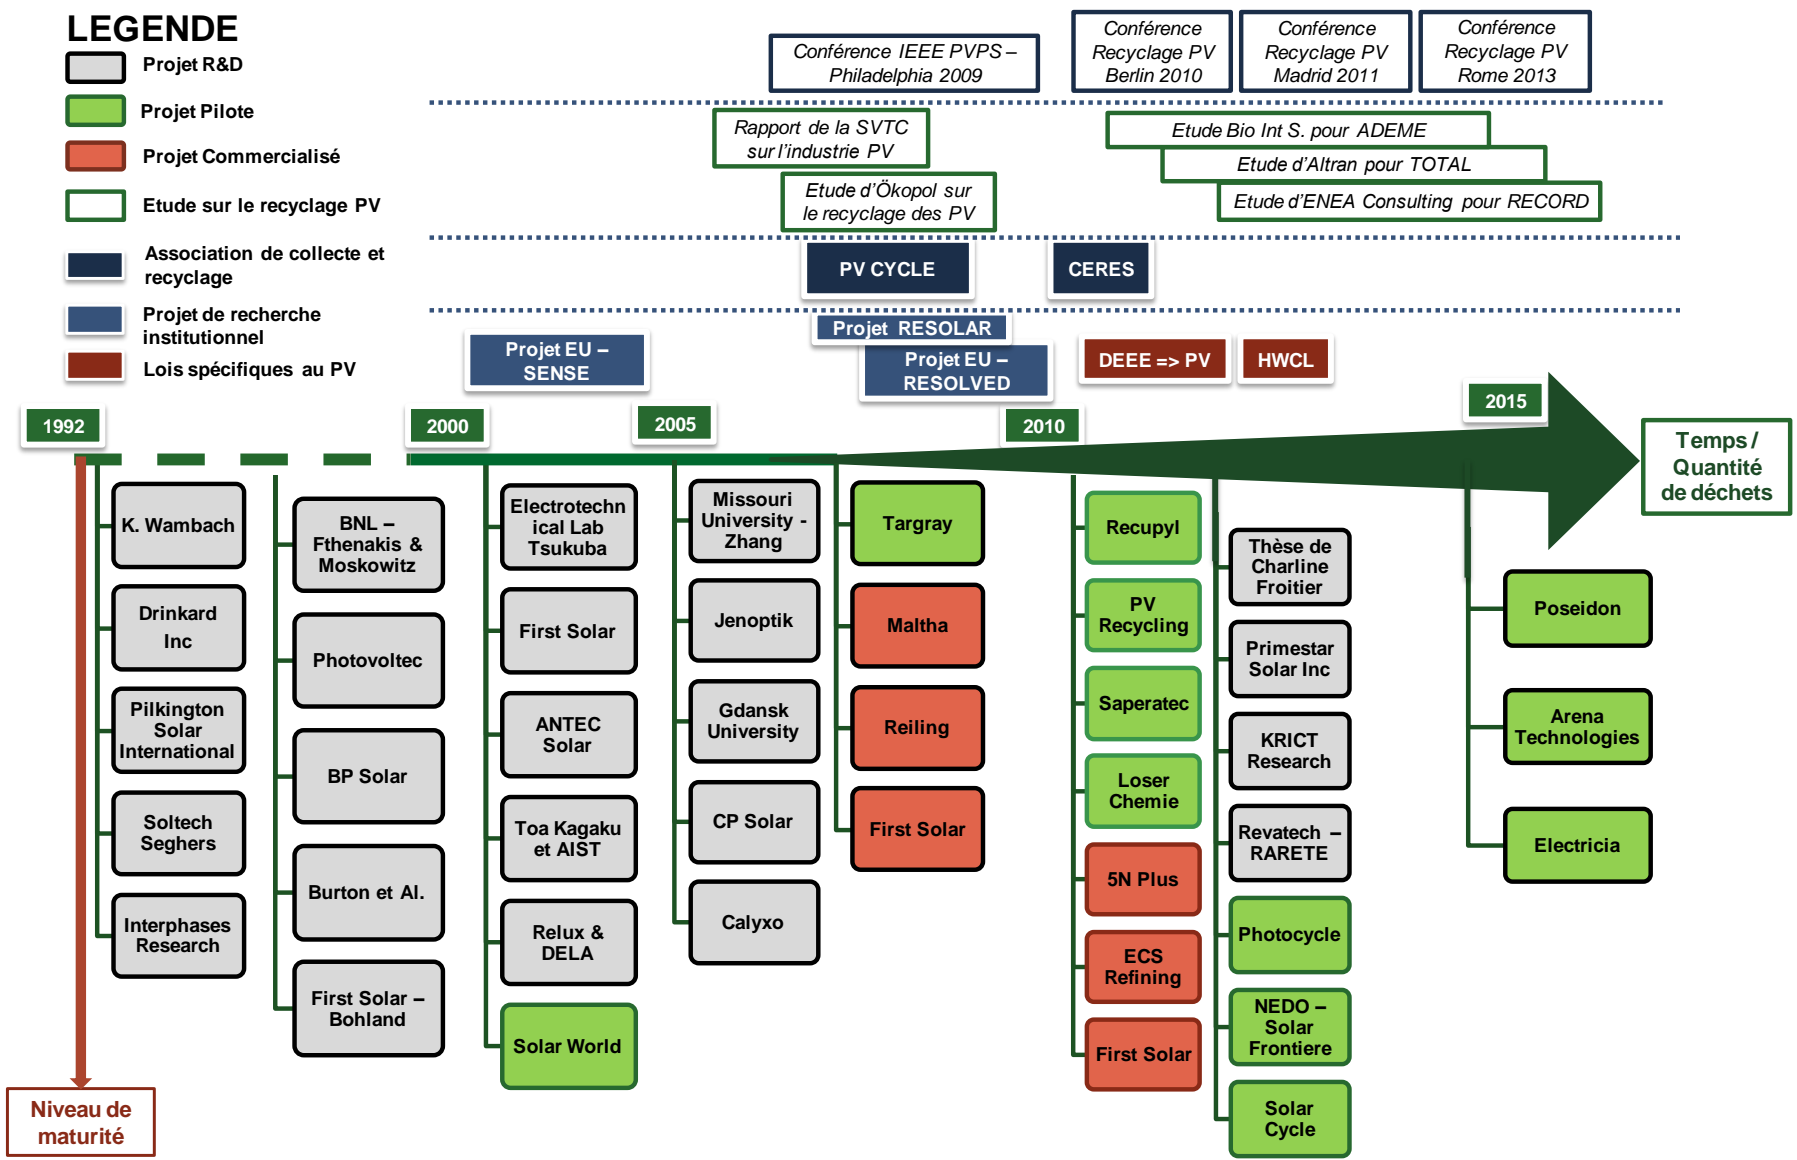 LEGENDE
Projet R&D
Projet Pilote
Projet Commercialisé
Etude sur le recyclage PV
Association de collecte et
recyclage
Projet de recherche
institutionnel
Lois spécifiques au PV
Conférence IEEE PVPS –
Philadelphia 2009
Conférence
Recyclage PV
Berlin 2010
Conférence
Recyclage PV
Madrid 2011
Conférence
Recyclage PV
Rome 2013
Rapport de la SVTC
sur l'industrie PV
Etude d'Ökopol sur
le recyclage des PV
Etude Bio Int S. pour ADEME
Etude d'Altran pour TOTAL
Etude d'ENEA Consulting pour RECORD
PV CYCLE
CERES
Projet RESOLAR
Projet EU –
SENSE
Projet EU –
RESOLVED
DEEE => PV
HWCL
1992
2000
2005
2010
2015
Temps /
Quantité
de déchets
K. Wambach
Drinkard
Inc
Pilkington
Solar
International
Soltech
Seghers
Interphases
Research
BNL –
Fthenakis &
Moskowitz
Photovoltec
BP Solar
Burton et Al.
First Solar –
Bohland
Electrotechn
ical Lab
Tsukuba
First Solar
ANTEC
Solar
Toa Kagaku
et AIST
Relux &
DELA
Solar World
Missouri
University -
Zhang
Jenoptik
Gdansk
University
CP Solar
Calyxo
Targray
Maltha
Reiling
First Solar
Recupyl
PV
Recycling
Saperatec
Loser
Chemie
5N Plus
ECS
Refining
First Solar
Thèse de
Charline
Froitier
Primestar
Solar Inc
KRICT
Research
Revatech –
RARETE
Photocycle
NEDO –
Solar
Frontiere
Solar
Cycle
Poseidon
Arena
Technologies
Electricia
Niveau de
maturité